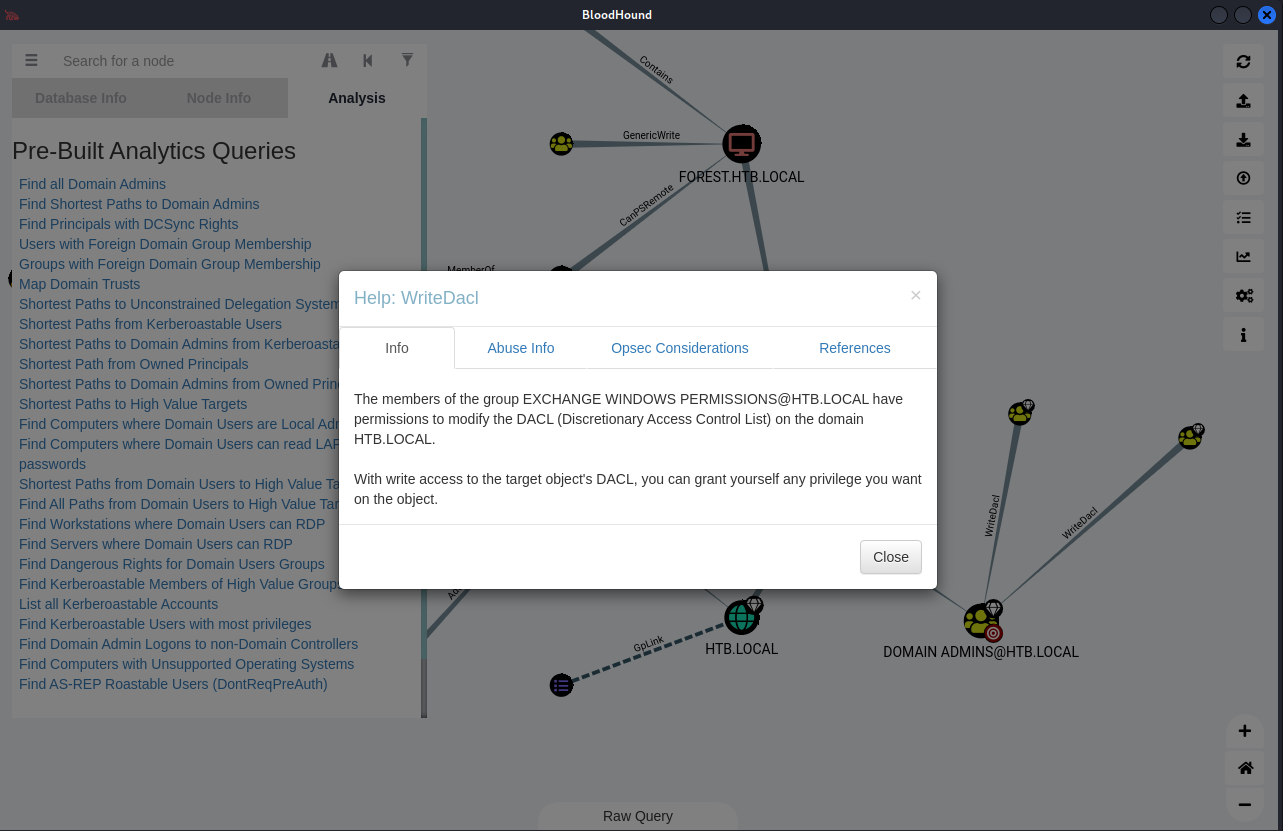 BloodHound
Search for a node
Database Info Node Info Analysis
Pre-Built Analytics Queries
Find all Domain Admins
Find Shortest Paths to Domain Admins
Find Principals with DCSync Rights
Users with Foreign Domain Group Membership
Groups with Foreign Domain Group Membership
Map Domain Trusts
Shortest Paths to Unconstrained Delegation System
Shortest Paths from Kerberoastable Users
Shortest Paths to Domain Admins from Kerberoasta
Shortest Path from Owned Principals
Shortest Paths to Domain Admins from Owned Prin
Shortest Paths to High Value Targets
Find Computers where Domain Users are Local Adr
Find Computers where Domain Users can read LAP
passwords
Shortest Paths from Domain Users to High Value Ta
Find All Paths from Domain Users to High Value Tar
Find Workstations where Domain Users can RDP
Find Servers where Domain Users can RDP
Find Dangerous Rights for Domain Users Groups
Find Kerberoastable Members of High Value Groups
List all Kerberoastable Accounts
Find Kerberoastable Users with most privileges
Find Domain Admin Logons to non-Domain Controllers
Find Computers with Unsupported Operating Systems
Find AS-REP Roastable Users (DontReqPreAuth)
Contains
GenericWrite
FOREST.HTB.LOCAL
CanPSRemote
MemberOf
Help: WriteDacl
×
Info Abuse Info Opsec Considerations References
The members of the group EXCHANGE WINDOWS PERMISSIONS@HTB.LOCAL have
permissions to modify the DACL (Discretionary Access Control List) on the domain
HTB.LOCAL.
With write access to the target object's DACL, you can grant yourself any privilege you want
on the object.
Close
WriteDacl
WriteDacl
GpLink
HTB.LOCAL
DOMAIN ADMINS@HTB.LOCAL
Raw Query